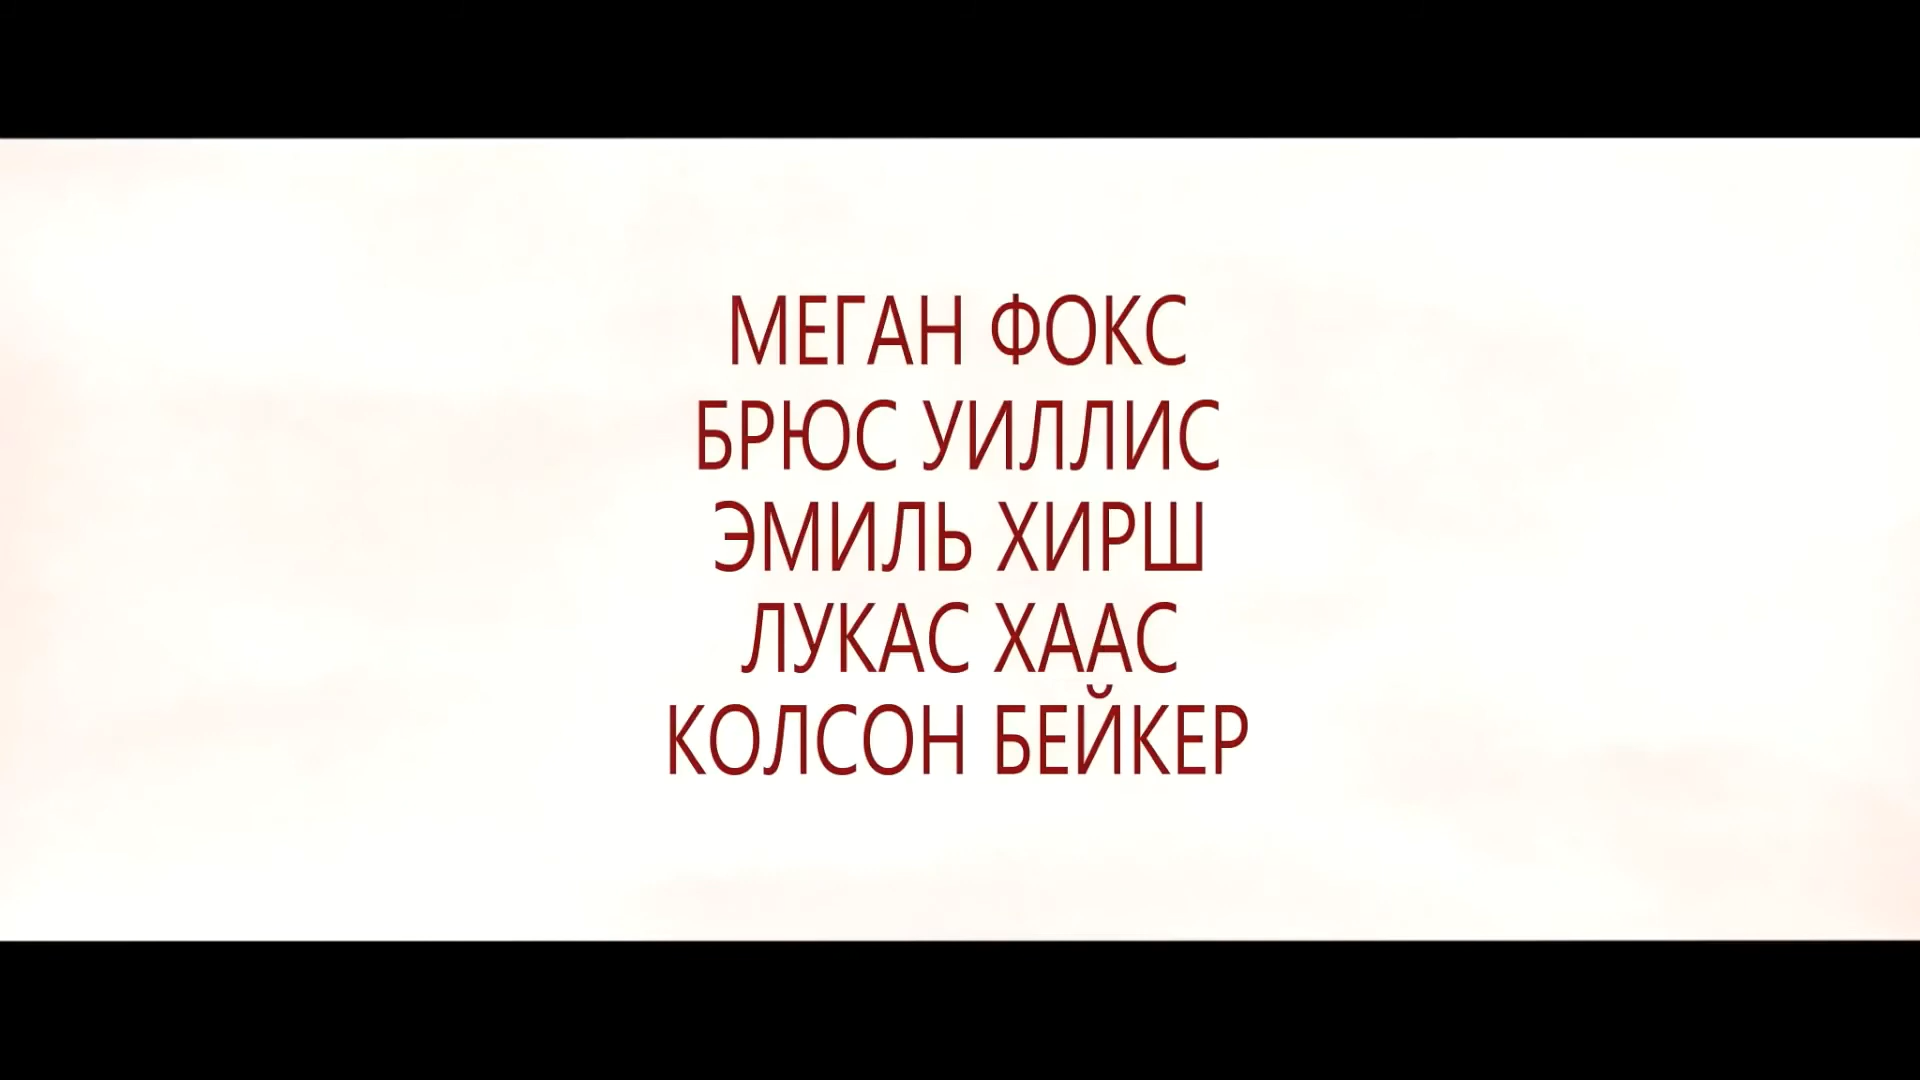 МЕГАН ФОКС
БРЮС УИЛЛИС
ЭМИЛЬ ХИРШ
ЛУКАС ХААС
КОЛСОН БЕЙКЕР